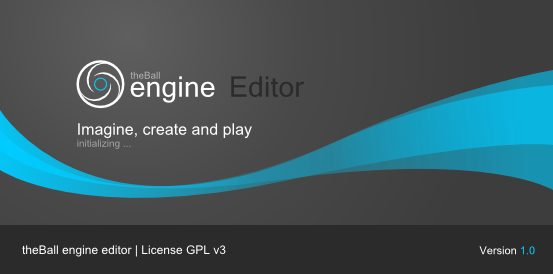 theBall
engine Editor
Imagine, create and play
initializing ...
theBall engine editor | License GPL v3
Version 1.0